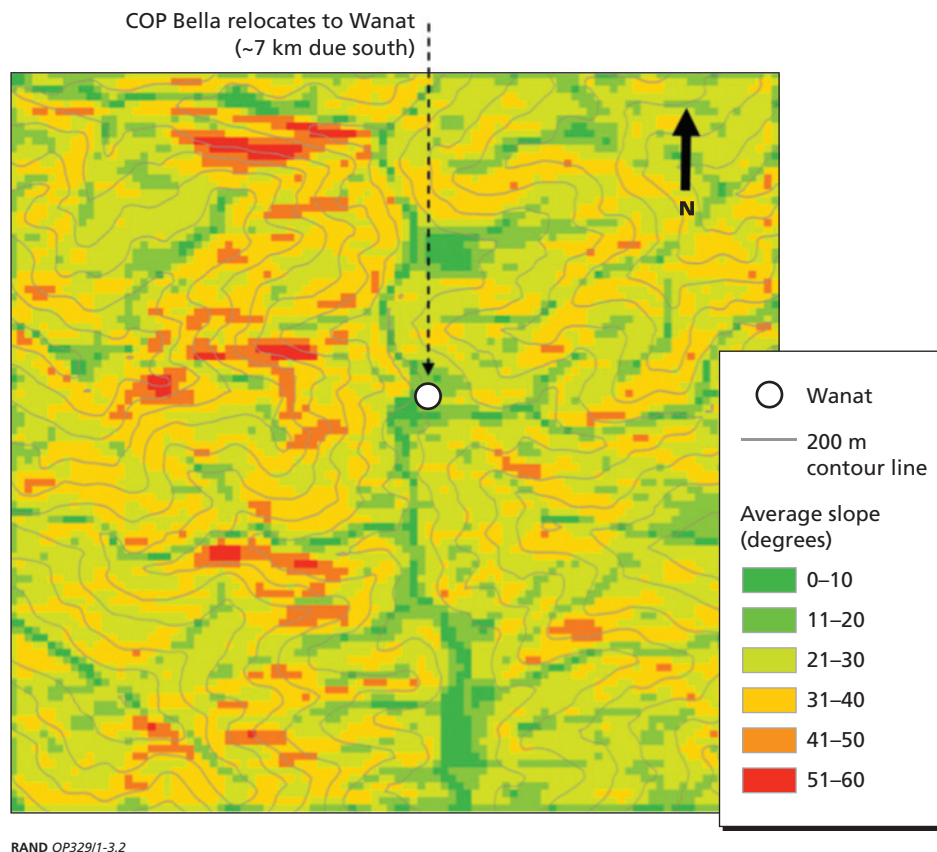 COP Bella relocates to Wanat
(~7 km due south)
N
Wanat
200 m
contour line
Average slope
(degrees)
0–10
11–20
21–30
31–40
41–50
51–60
RAND OP329/1-3.2